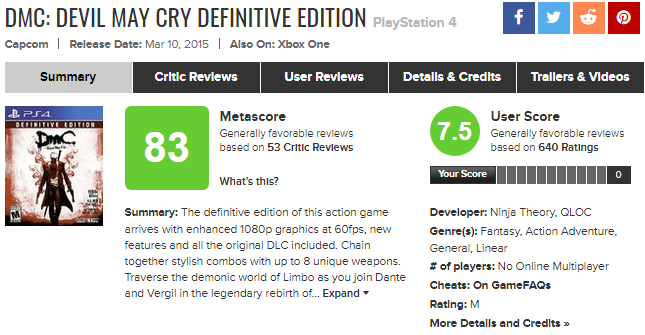 DMC: DEVIL MAY CRY DEFINITIVE EDITION PlayStation 4
Capcom | Release Date: Mar 10, 2015 | Also On: Xbox One
Summary Critic Reviews User Reviews Details & Credits Trailers & Videos
PS4
DEFINITIVE EDITION
DmC
Devil May Cry
M
83
Metascore
Generally favorable reviews
based on 53 Critic Reviews
What's this?
7.5
User Score
Generally favorable reviews
based on 640 Ratings
Your Score 0
Summary: The definitive edition of this action game
arrives with enhanced 1080p graphics at 60fps, new
features and all the original DLC included. Chain
together stylish combos with up to 8 unique weapons.
Traverse the demonic world of Limbo as you join Dante
and Vergil in the legendary rebirth of... Expand
Developer: Ninja Theory, QLOC
Genre(s): Fantasy, Action Adventure,
General, Linear
# of players: No Online Multiplayer
Cheats: On GameFAQs
Rating: M
More Details and Credits »